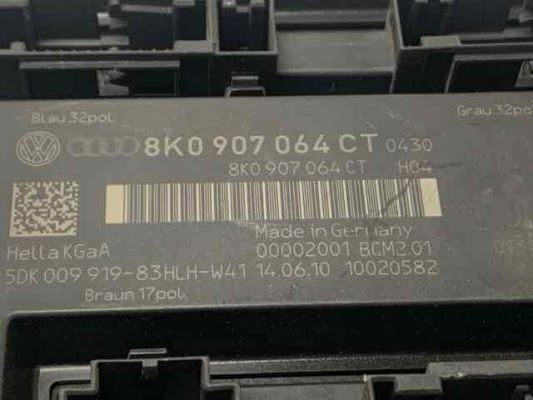 Blau 32pol.
Grau 32pol
8K0 907 064 CT 0430
8K0 907 064 CT H04
Made in Germany
Hella KGaA 00002001 BCM2.01
5DK 009 919-83HLH-W41 14.06.10 10020582
Braun 17pol.